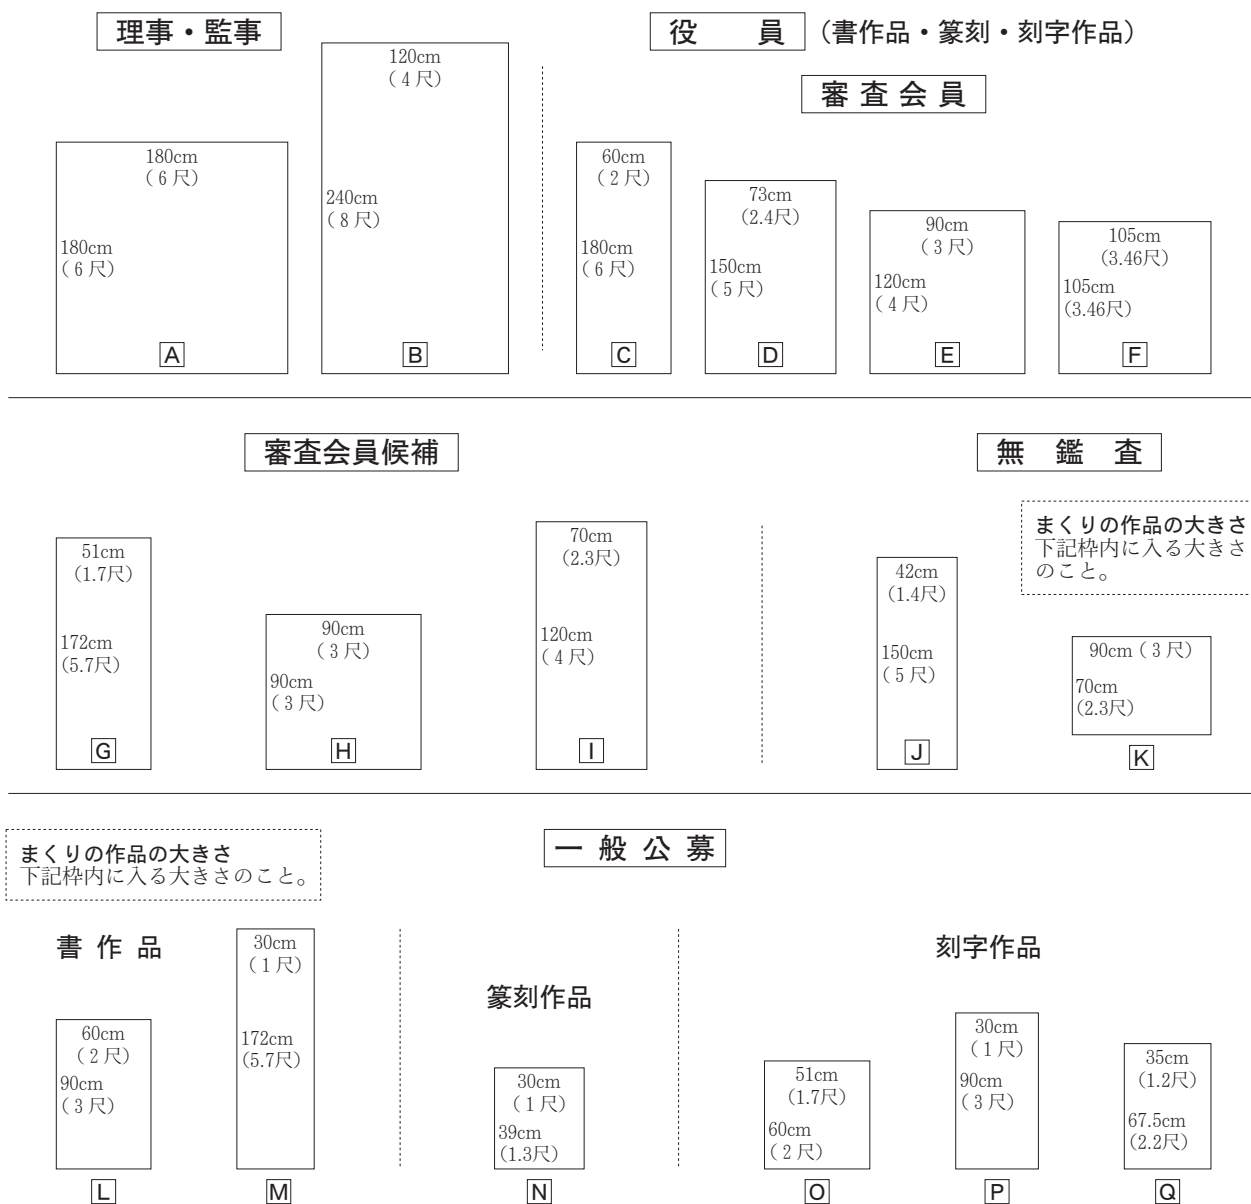 理事・監事
役　員 (書作品・篆刻・刻字作品)
審査会員
180cm
(6尺)
180cm
(6尺)
A
120cm
(4尺)
240cm
(8尺)
B
60cm
(2尺)
180cm
(6尺)
C
73cm
(2.4尺)
150cm
(5尺)
D
90cm
(3尺)
120cm
(4尺)
E
105cm
(3.46尺)
105cm
(3.46尺)
F
審査会員候補
51cm
(1.7尺)
172cm
(5.7尺)
G
90cm
(3尺)
90cm
(3尺)
H
70cm
(2.3尺)
120cm
(4尺)
I
無鑑査
まくりの作品の大きさ
下記枠内に入る大きさ
のこと。
42cm
(1.4尺)
150cm
(5尺)
J
90cm(3尺)
70cm
(2.3尺)
K
一般公募
まくりの作品の大きさ
下記枠内に入る大きさのこと。
書作品
60cm
(2尺)
90cm
(3尺)
L
30cm
(1尺)
172cm
(5.7尺)
M
篆刻作品
30cm
(1尺)
39cm
(1.3尺)
N
刻字作品
51cm
(1.7尺)
60cm
(2尺)
O
30cm
(1尺)
90cm
(3尺)
P
35cm
(1.2尺)
67.5cm
(2.2尺)
Q